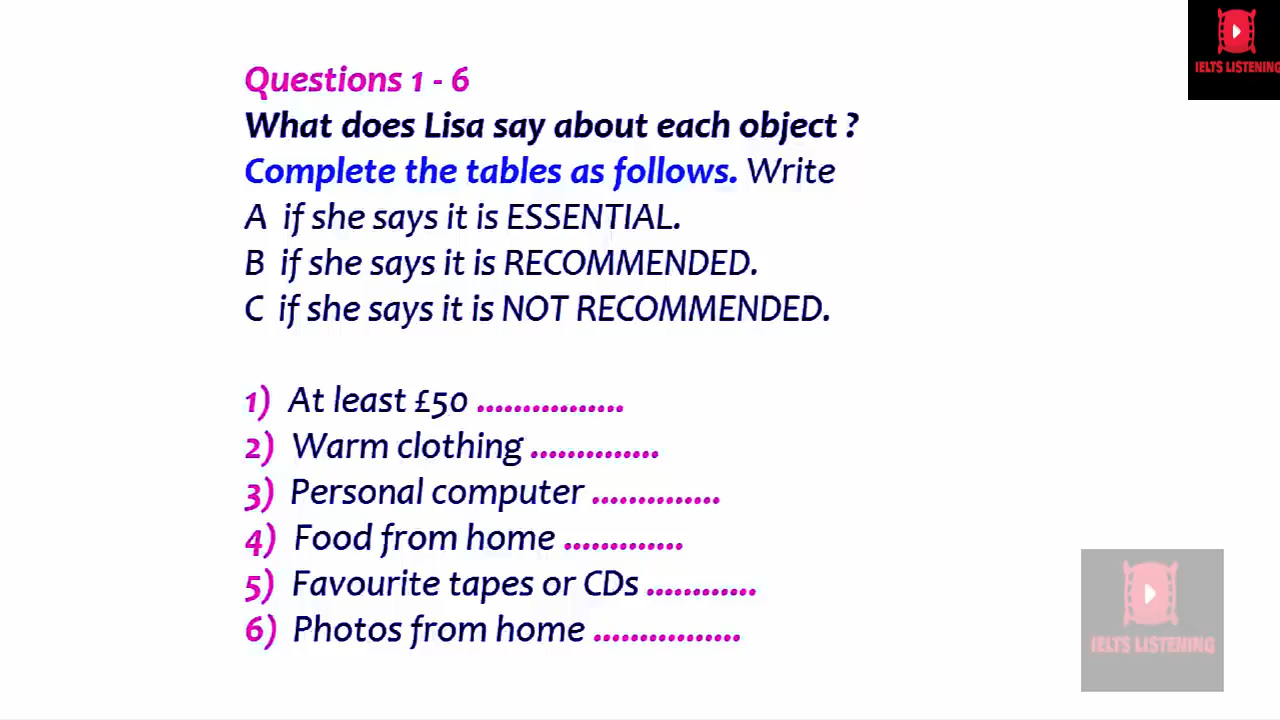 IELTS LISTENING
Questions 1 - 6
What does Lisa say about each object ?
Complete the tables as follows. Write
A if she says it is ESSENTIAL.
B if she says it is RECOMMENDED.
C if she says it is NOT RECOMMENDED.
1) At least £50 ................
2) Warm clothing ..............
3) Personal computer ..............
4) Food from home .............
5) Favourite tapes or CDs ............
6) Photos from home ................
IELTS LISTENING